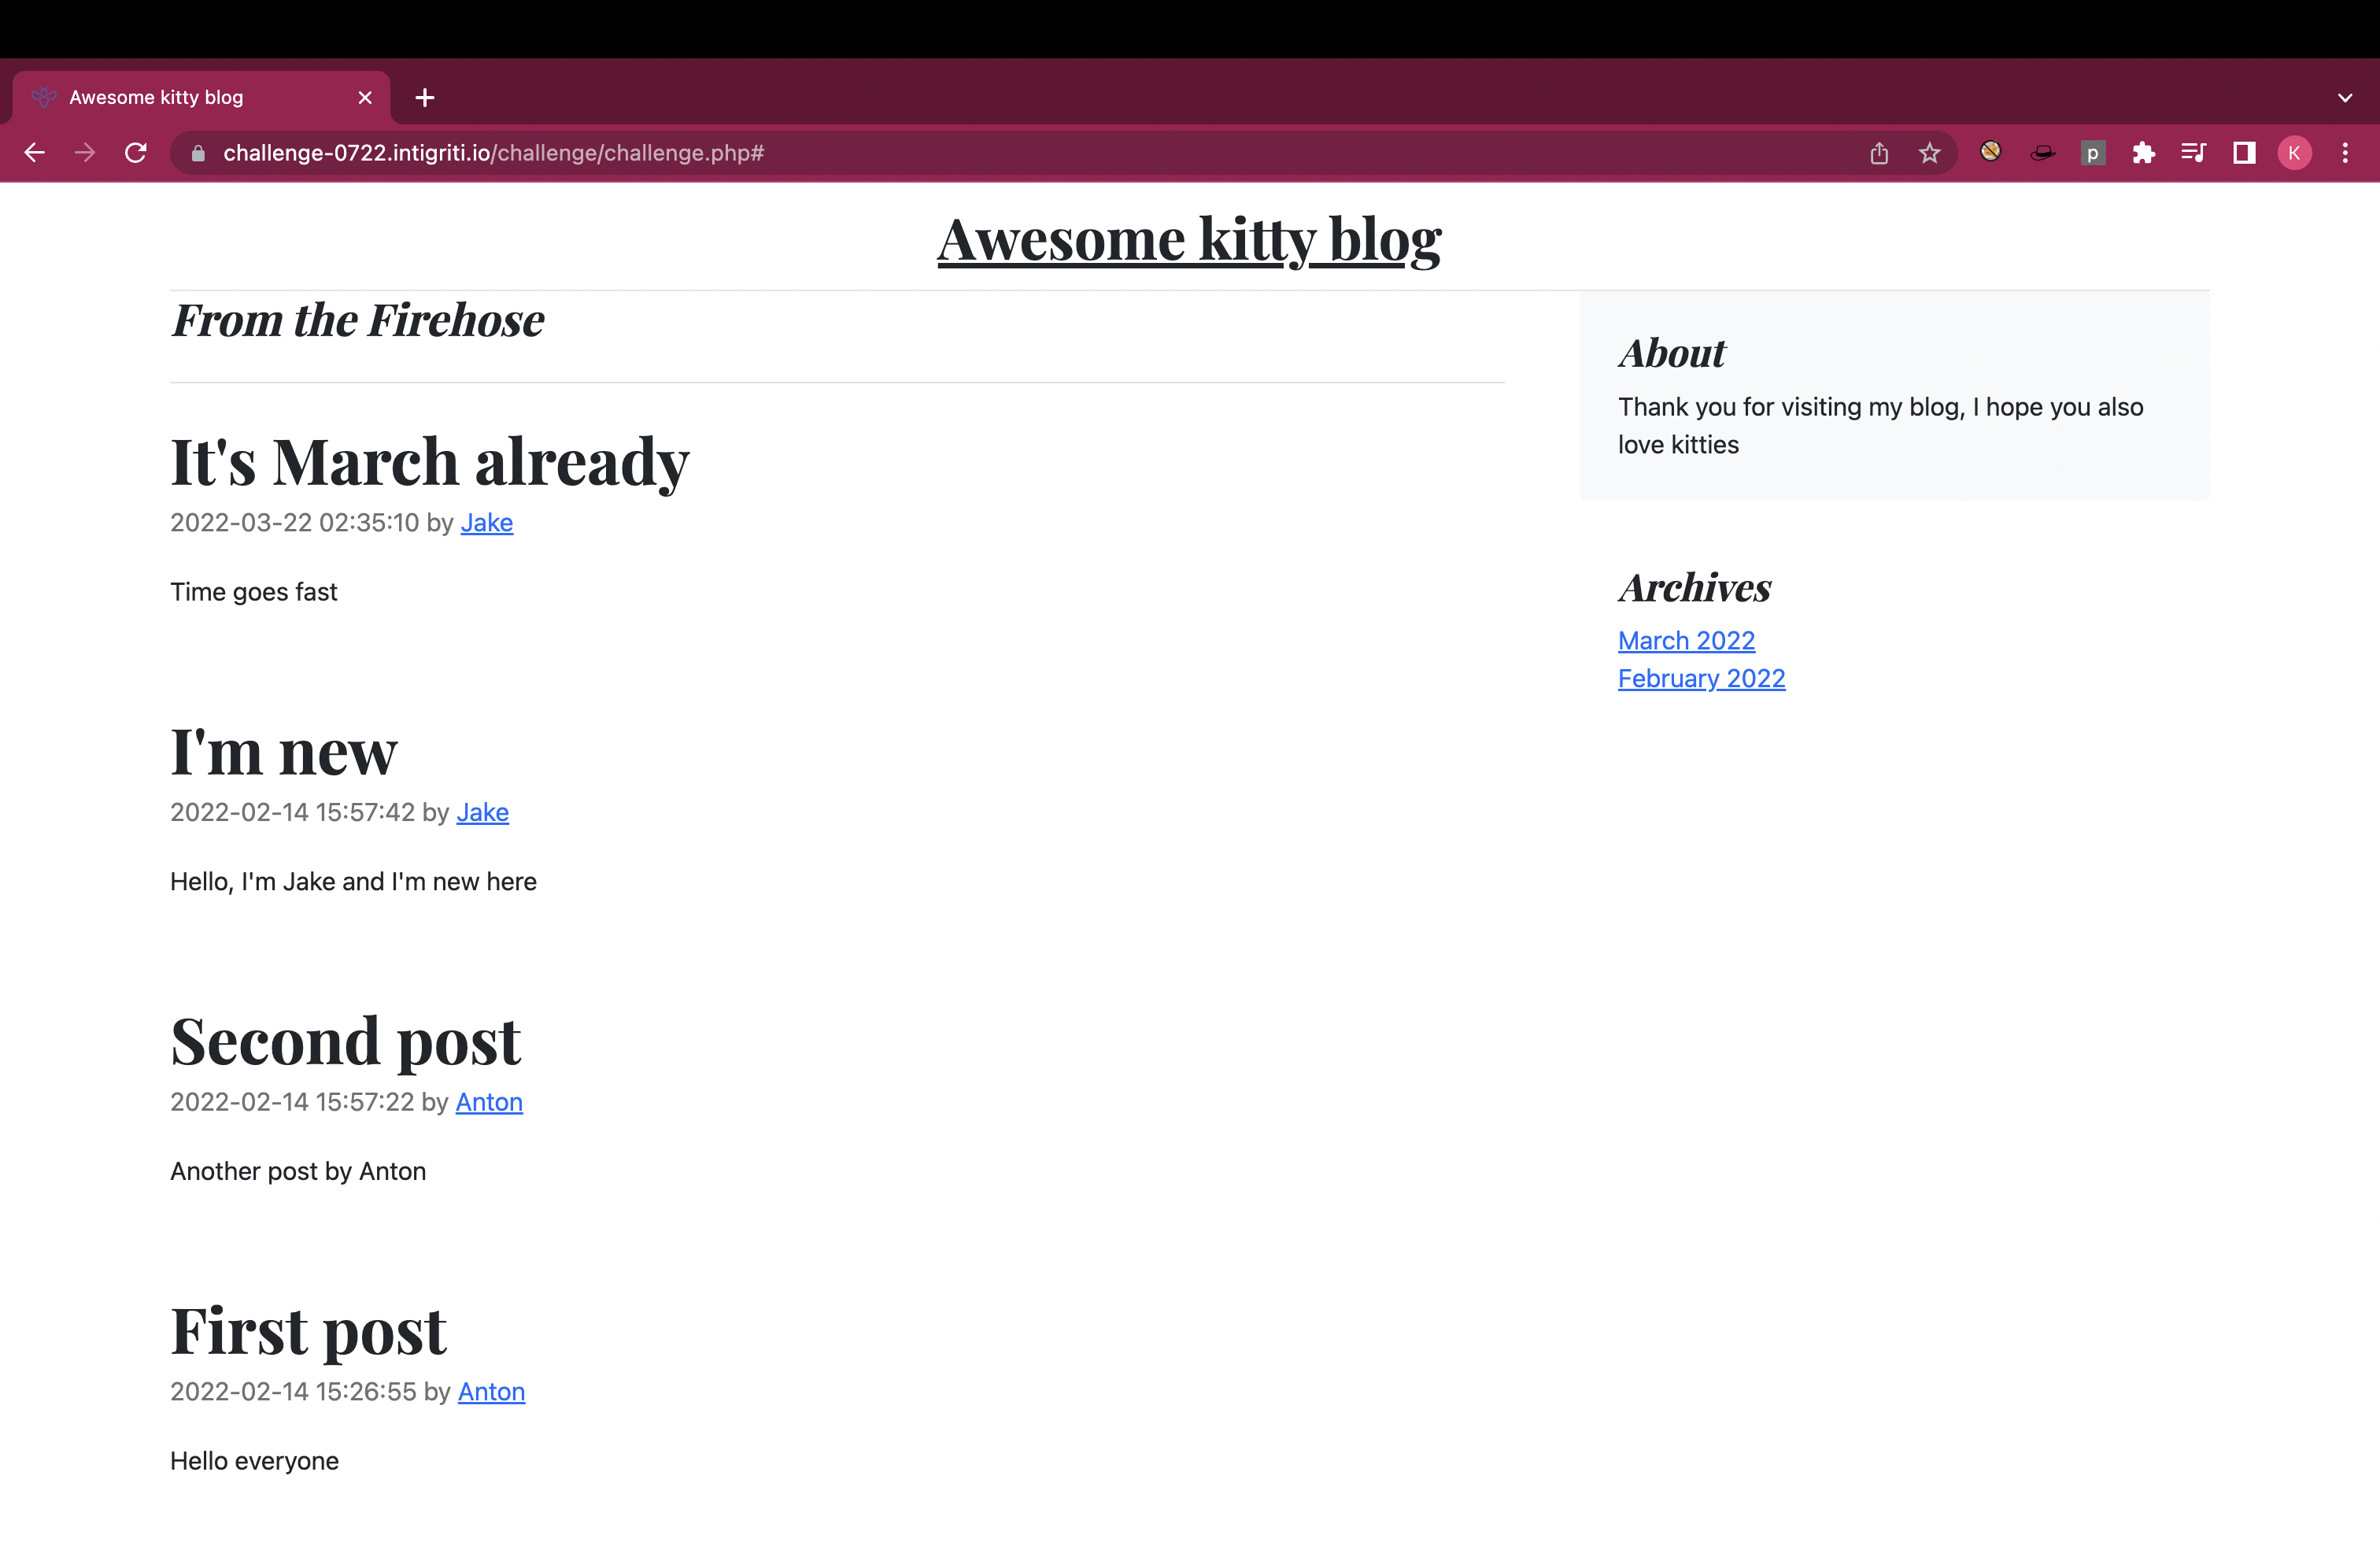 Awesome kitty blog
challenge-0722.intigriti.io/challenge/challenge.php#
p
K
Awesome kitty blog
From the Firehose
It's March already
2022-03-22 02:35:10 by Jake
Time goes fast
I'm new
2022-02-14 15:57:42 by Jake
Hello, I'm Jake and I'm new here
Second post
2022-02-14 15:57:22 by Anton
Another post by Anton
First post
2022-02-14 15:26:55 by Anton
Hello everyone
About
Thank you for visiting my blog, I hope you also
love kitties
Archives
March 2022
February 2022